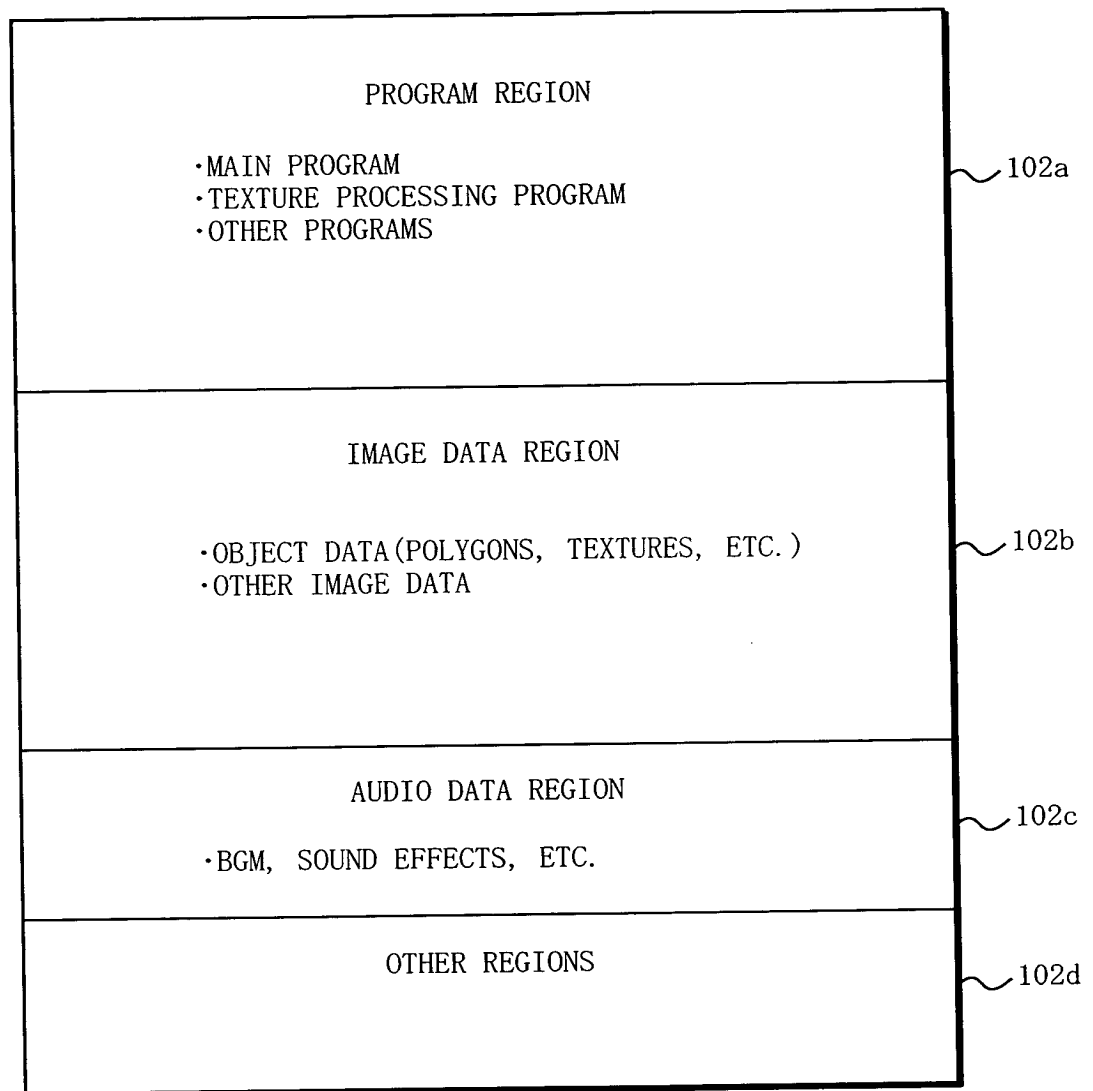 PROGRAM REGION
·MAIN PROGRAM
·TEXTURE PROCESSING PROGRAM
·OTHER PROGRAMS
102a
IMAGE DATA REGION
·OBJECT DATA(POLYGONS, TEXTURES, ETC.)
·OTHER IMAGE DATA
102b
AUDIO DATA REGION
·BGM, SOUND EFFECTS, ETC.
102c
OTHER REGIONS
102d